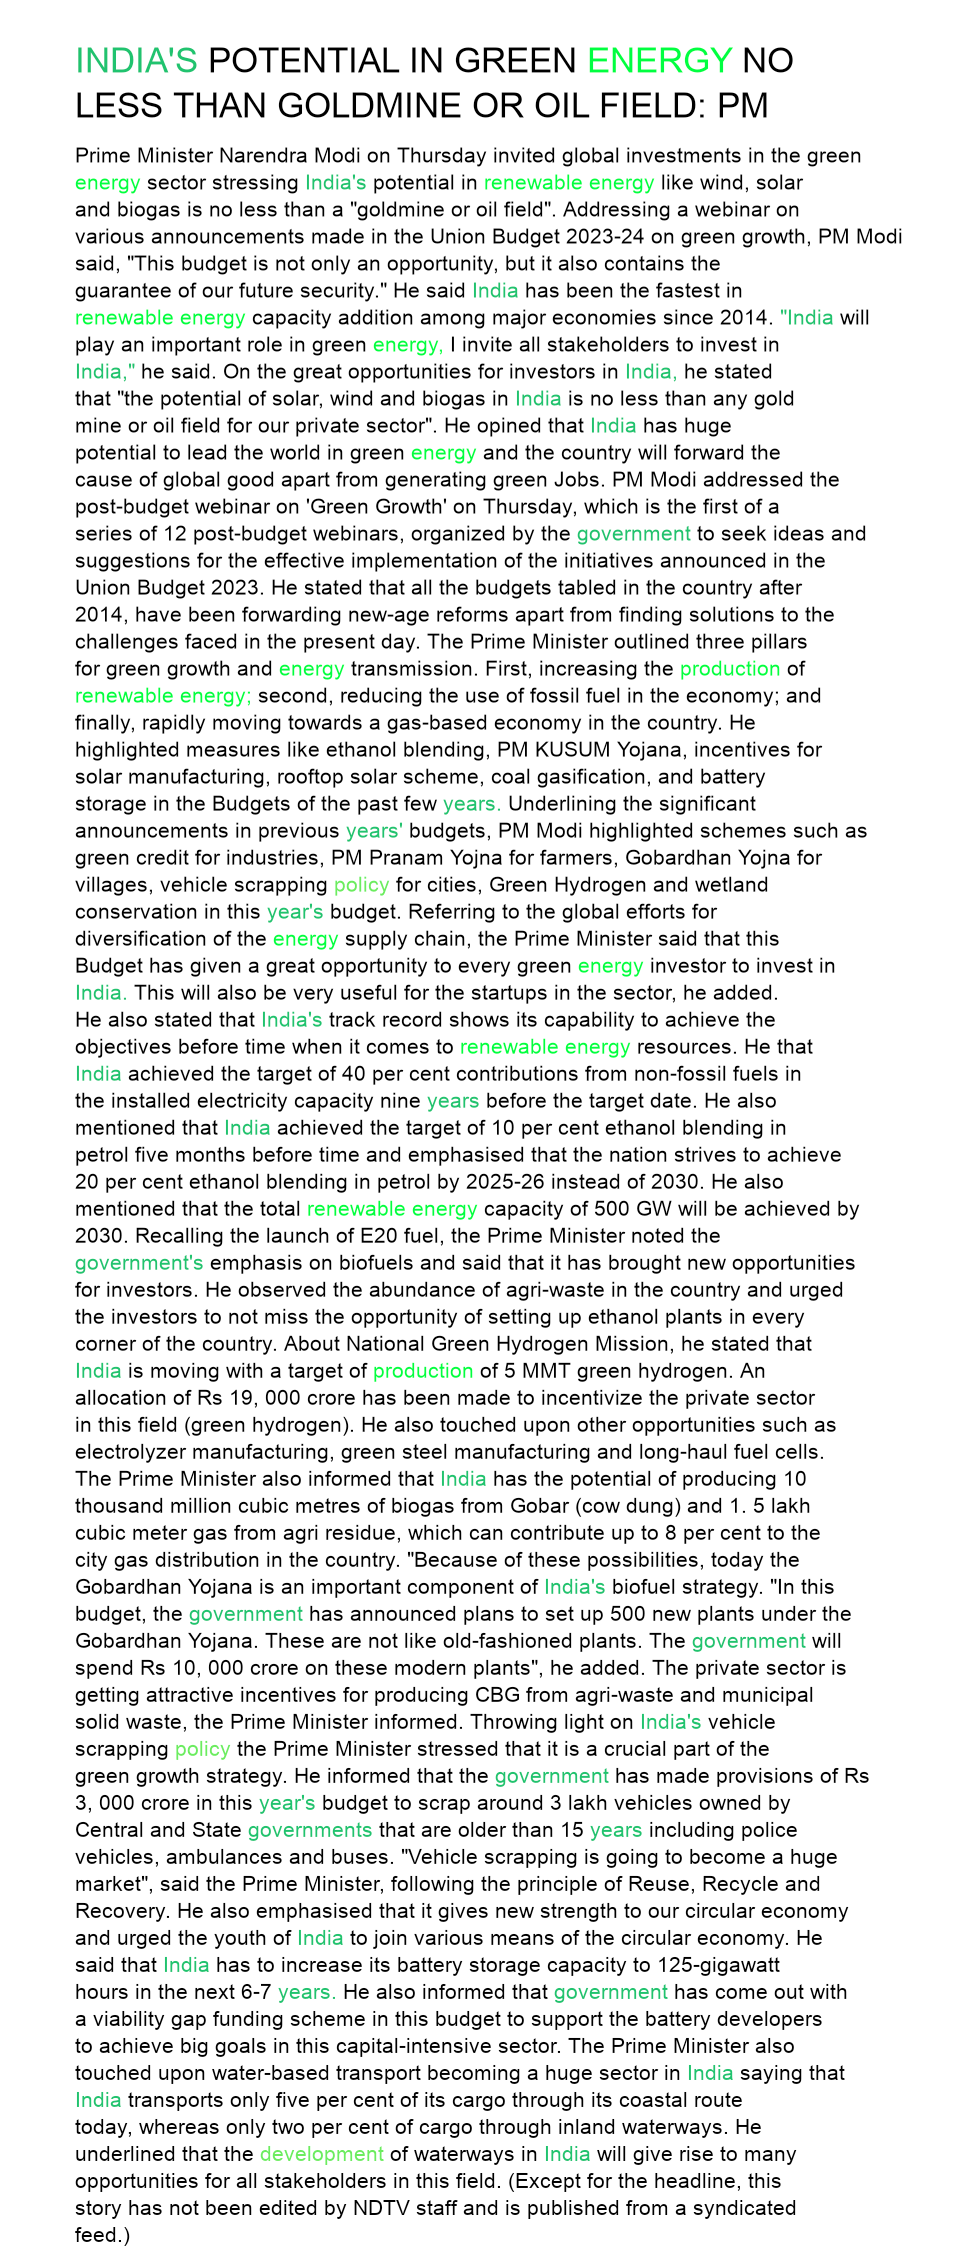 INDIA'S POTENTIAL IN GREEN ENERGY NO
LESS THAN GOLDMINE OR OIL FIELD: PM
Prime Minister Narendra Modi on Thursday invited global investments in the green
energy sector stressing India's potential in renewable energy like wind, solar
and biogas is no less than a "goldmine or oil field". Addressing a webinar on
various announcements made in the Union Budget 2023-24 on green growth, PM Modi
said, "This budget is not only an opportunity, but it also contains the
guarantee of our future security." He said India has been the fastest in
renewable energy capacity addition among major economies since 2014. "India will
play an important role in green energy, I invite all stakeholders to invest in
India," he said. On the great opportunities for investors in India, he stated
that "the potential of solar, wind and biogas in India is no less than any gold
mine or oil field for our private sector". He opined that India has huge
potential to lead the world in green energy and the country will forward the
cause of global good apart from generating green Jobs. PM Modi addressed the
post-budget webinar on 'Green Growth' on Thursday, which is the first of a
series of 12 post-budget webinars, organized by the government to seek ideas and
suggestions for the effective implementation of the initiatives announced in the
Union Budget 2023. He stated that all the budgets tabled in the country after
2014, have been forwarding new-age reforms apart from finding solutions to the
challenges faced in the present day. The Prime Minister outlined three pillars
for green growth and energy transmission. First, increasing the production of
renewable energy; second, reducing the use of fossil fuel in the economy; and
finally, rapidly moving towards a gas-based economy in the country. He
highlighted measures like ethanol blending, PM KUSUM Yojana, incentives for
solar manufacturing, rooftop solar scheme, coal gasification, and battery
storage in the Budgets of the past few years. Underlining the significant
announcements in previous years' budgets, PM Modi highlighted schemes such as
green credit for industries, PM Pranam Yojna for farmers, Gobardhan Yojna for
villages, vehicle scrapping policy for cities, Green Hydrogen and wetland
conservation in this year's budget. Referring to the global efforts for
diversification of the energy supply chain, the Prime Minister said that this
Budget has given a great opportunity to every green energy investor to invest in
India. This will also be very useful for the startups in the sector, he added.
He also stated that India's track record shows its capability to achieve the
objectives before time when it comes to renewable energy resources. He that
India achieved the target of 40 per cent contributions from non-fossil fuels in
the installed electricity capacity nine years before the target date. He also
mentioned that India achieved the target of 10 per cent ethanol blending in
petrol five months before time and emphasised that the nation strives to achieve
20 per cent ethanol blending in petrol by 2025-26 instead of 2030. He also
mentioned that the total renewable energy capacity of 500 GW will be achieved by
2030. Recalling the launch of E20 fuel, the Prime Minister noted the
government's emphasis on biofuels and said that it has brought new opportunities
for investors. He observed the abundance of agri-waste in the country and urged
the investors to not miss the opportunity of setting up ethanol plants in every
corner of the country. About National Green Hydrogen Mission, he stated that
India is moving with a target of production of 5 MMT green hydrogen. An
allocation of Rs 19, 000 crore has been made to incentivize the private sector
in this field (green hydrogen). He also touched upon other opportunities such as
electrolyzer manufacturing, green steel manufacturing and long-haul fuel cells.
The Prime Minister also informed that India has the potential of producing 10
thousand million cubic metres of biogas from Gobar (cow dung) and 1. 5 lakh
cubic meter gas from agri residue, which can contribute up to 8 per cent to the
city gas distribution in the country. "Because of these possibilities, today the
Gobardhan Yojana is an important component of India's biofuel strategy. "In this
budget, the government has announced plans to set up 500 new plants under the
Gobardhan Yojana. These are not like old-fashioned plants. The government will
spend Rs 10, 000 crore on these modern plants", he added. The private sector is
getting attractive incentives for producing CBG from agri-waste and municipal
solid waste, the Prime Minister informed. Throwing light on India's vehicle
scrapping policy the Prime Minister stressed that it is a crucial part of the
green growth strategy. He informed that the government has made provisions of Rs
3, 000 crore in this year's budget to scrap around 3 lakh vehicles owned by
Central and State governments that are older than 15 years including police
vehicles, ambulances and buses. "Vehicle scrapping is going to become a huge
market", said the Prime Minister, following the principle of Reuse, Recycle and
Recovery. He also emphasised that it gives new strength to our circular economy
and urged the youth of India to join various means of the circular economy. He
said that India has to increase its battery storage capacity to 125-gigawatt
hours in the next 6-7 years. He also informed that government has come out with
a viability gap funding scheme in this budget to support the battery developers
to achieve big goals in this capital-intensive sector. The Prime Minister also
touched upon water-based transport becoming a huge sector in India saying that
India transports only five per cent of its cargo through its coastal route
today, whereas only two per cent of cargo through inland waterways. He
underlined that the development of waterways in India will give rise to many
opportunities for all stakeholders in this field. (Except for the headline, this
story has not been edited by NDTV staff and is published from a syndicated
feed.)